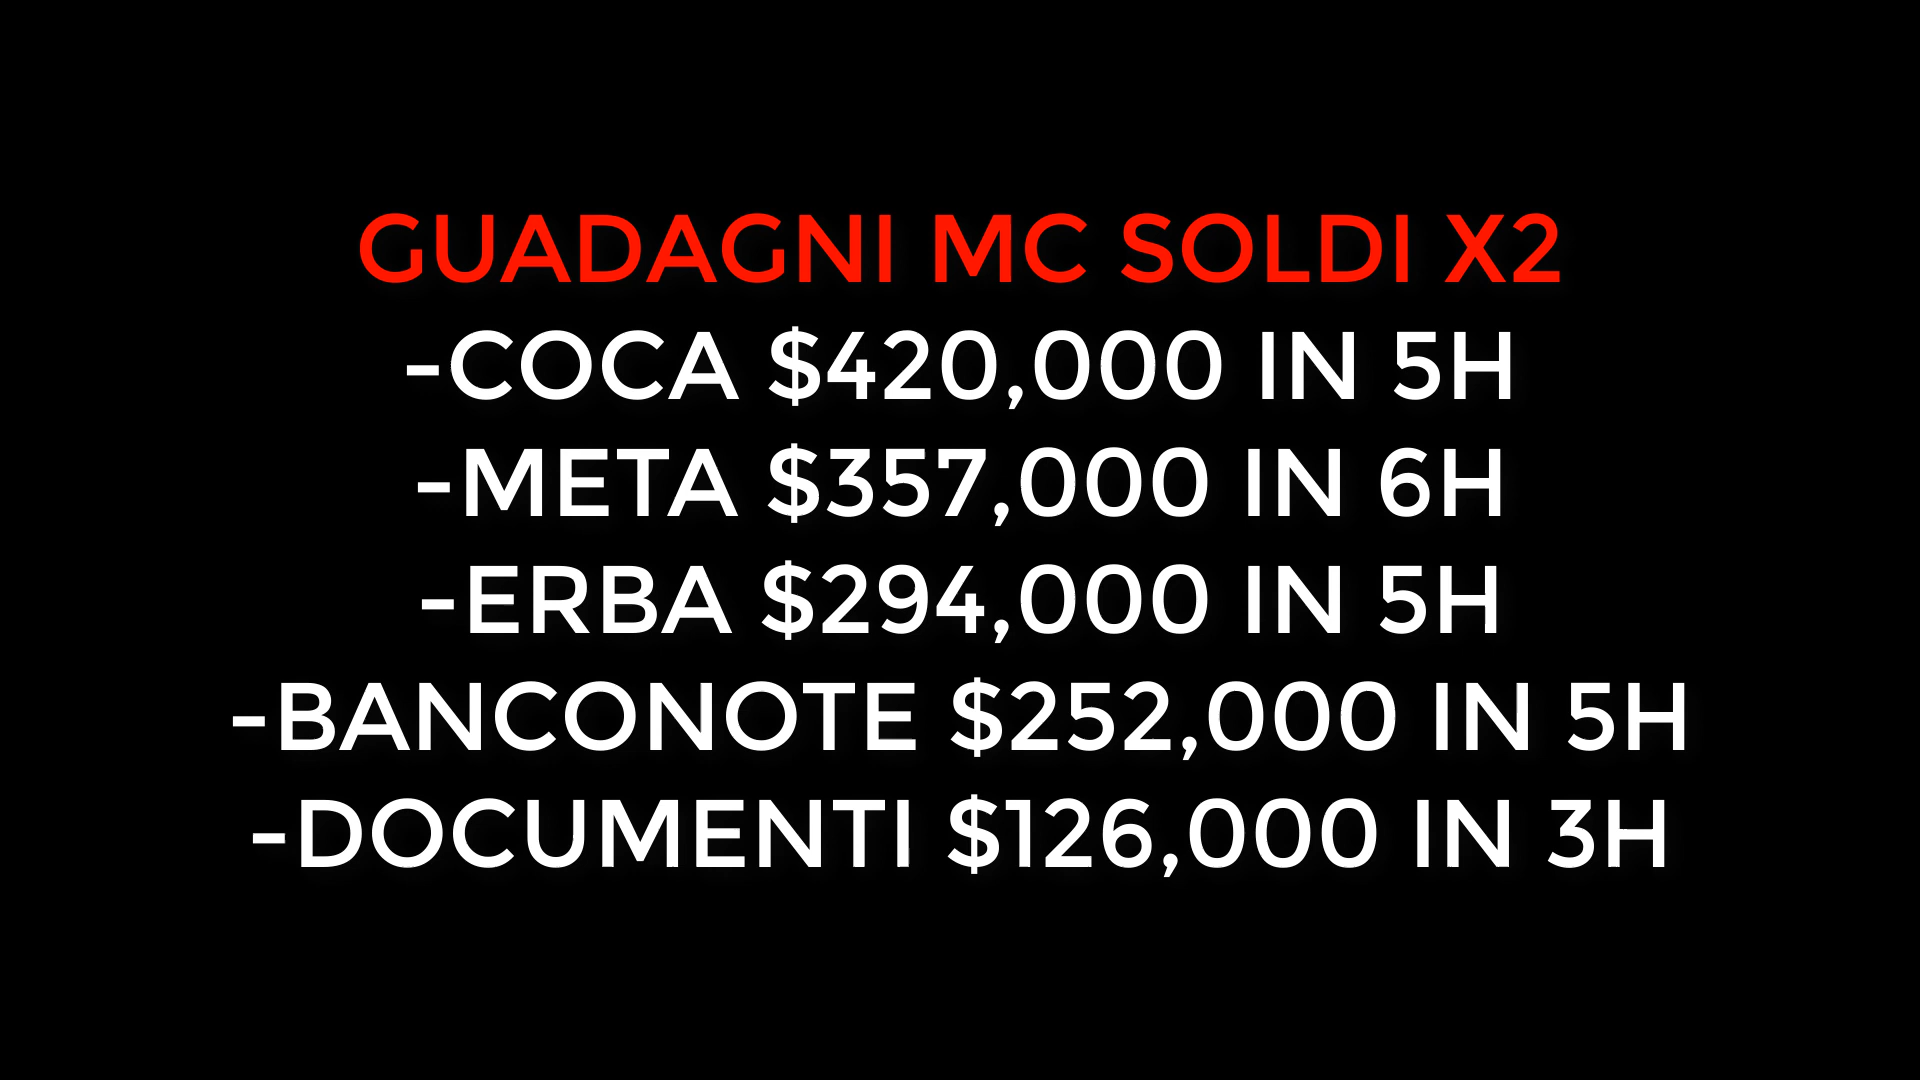 GUADAGNI MC SOLDI X2
-COCA $420,000 IN 5H
-META $357,000 IN 6H
-ERBA $294,000 IN 5H
-BANCONOTE $252,000 IN 5H
-DOCUMENTI $126,000 IN 3H